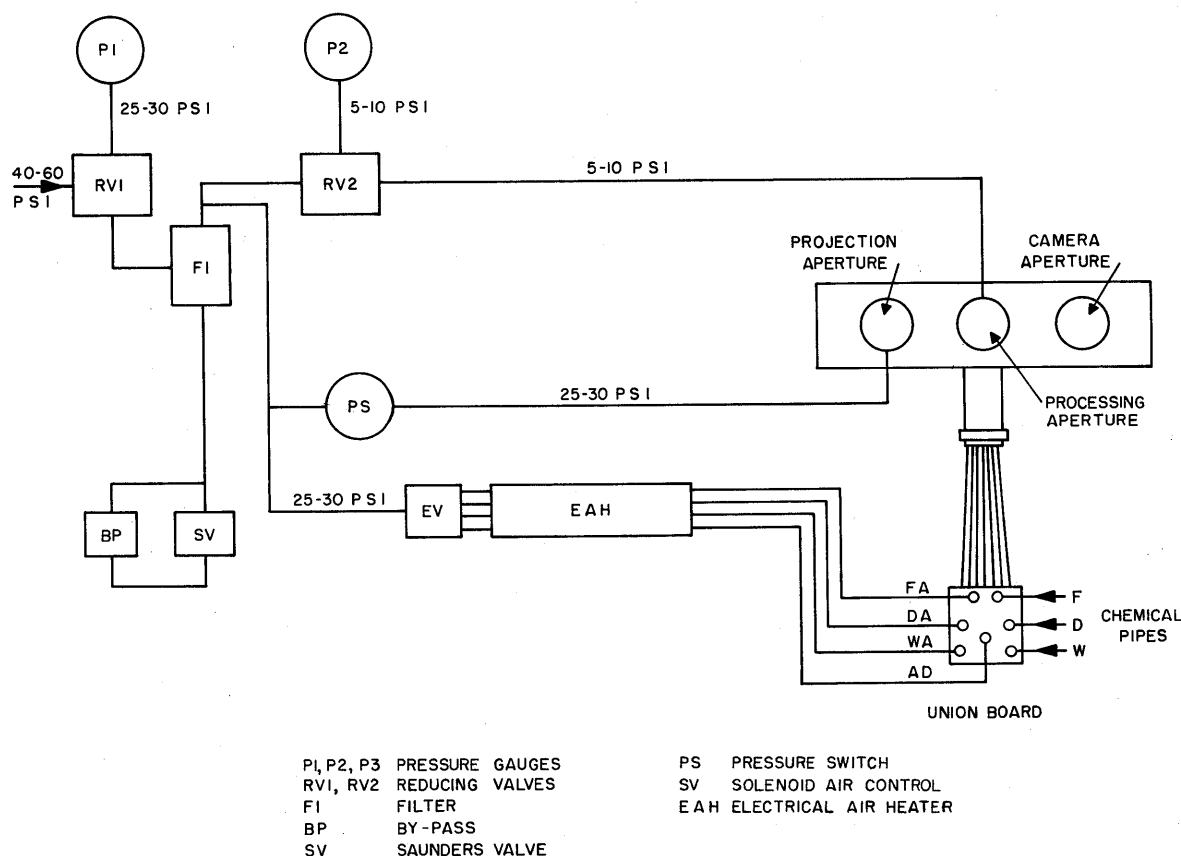 P1
P2
25-30 PSI
5-10 PSI
40-60
PSI
RV1
RV2
5-10 PSI
F1
PROJECTION
APERTURE
CAMERA
APERTURE
PS
25-30 PSI
PROCESSING
APERTURE
25-30 PSI
EV
EAH
BP
SV
FA
F
DA
D
CHEMICAL
PIPES
WA
W
AD
UNION BOARD
P1, P2, P3 PRESSURE GAUGES
RV1, RV2 REDUCING VALVES
F1 FILTER
BP BY-PASS
SV SAUNDERS VALVE
PS PRESSURE SWITCH
SV SOLENOID AIR CONTROL
EAH ELECTRICAL AIR HEATER